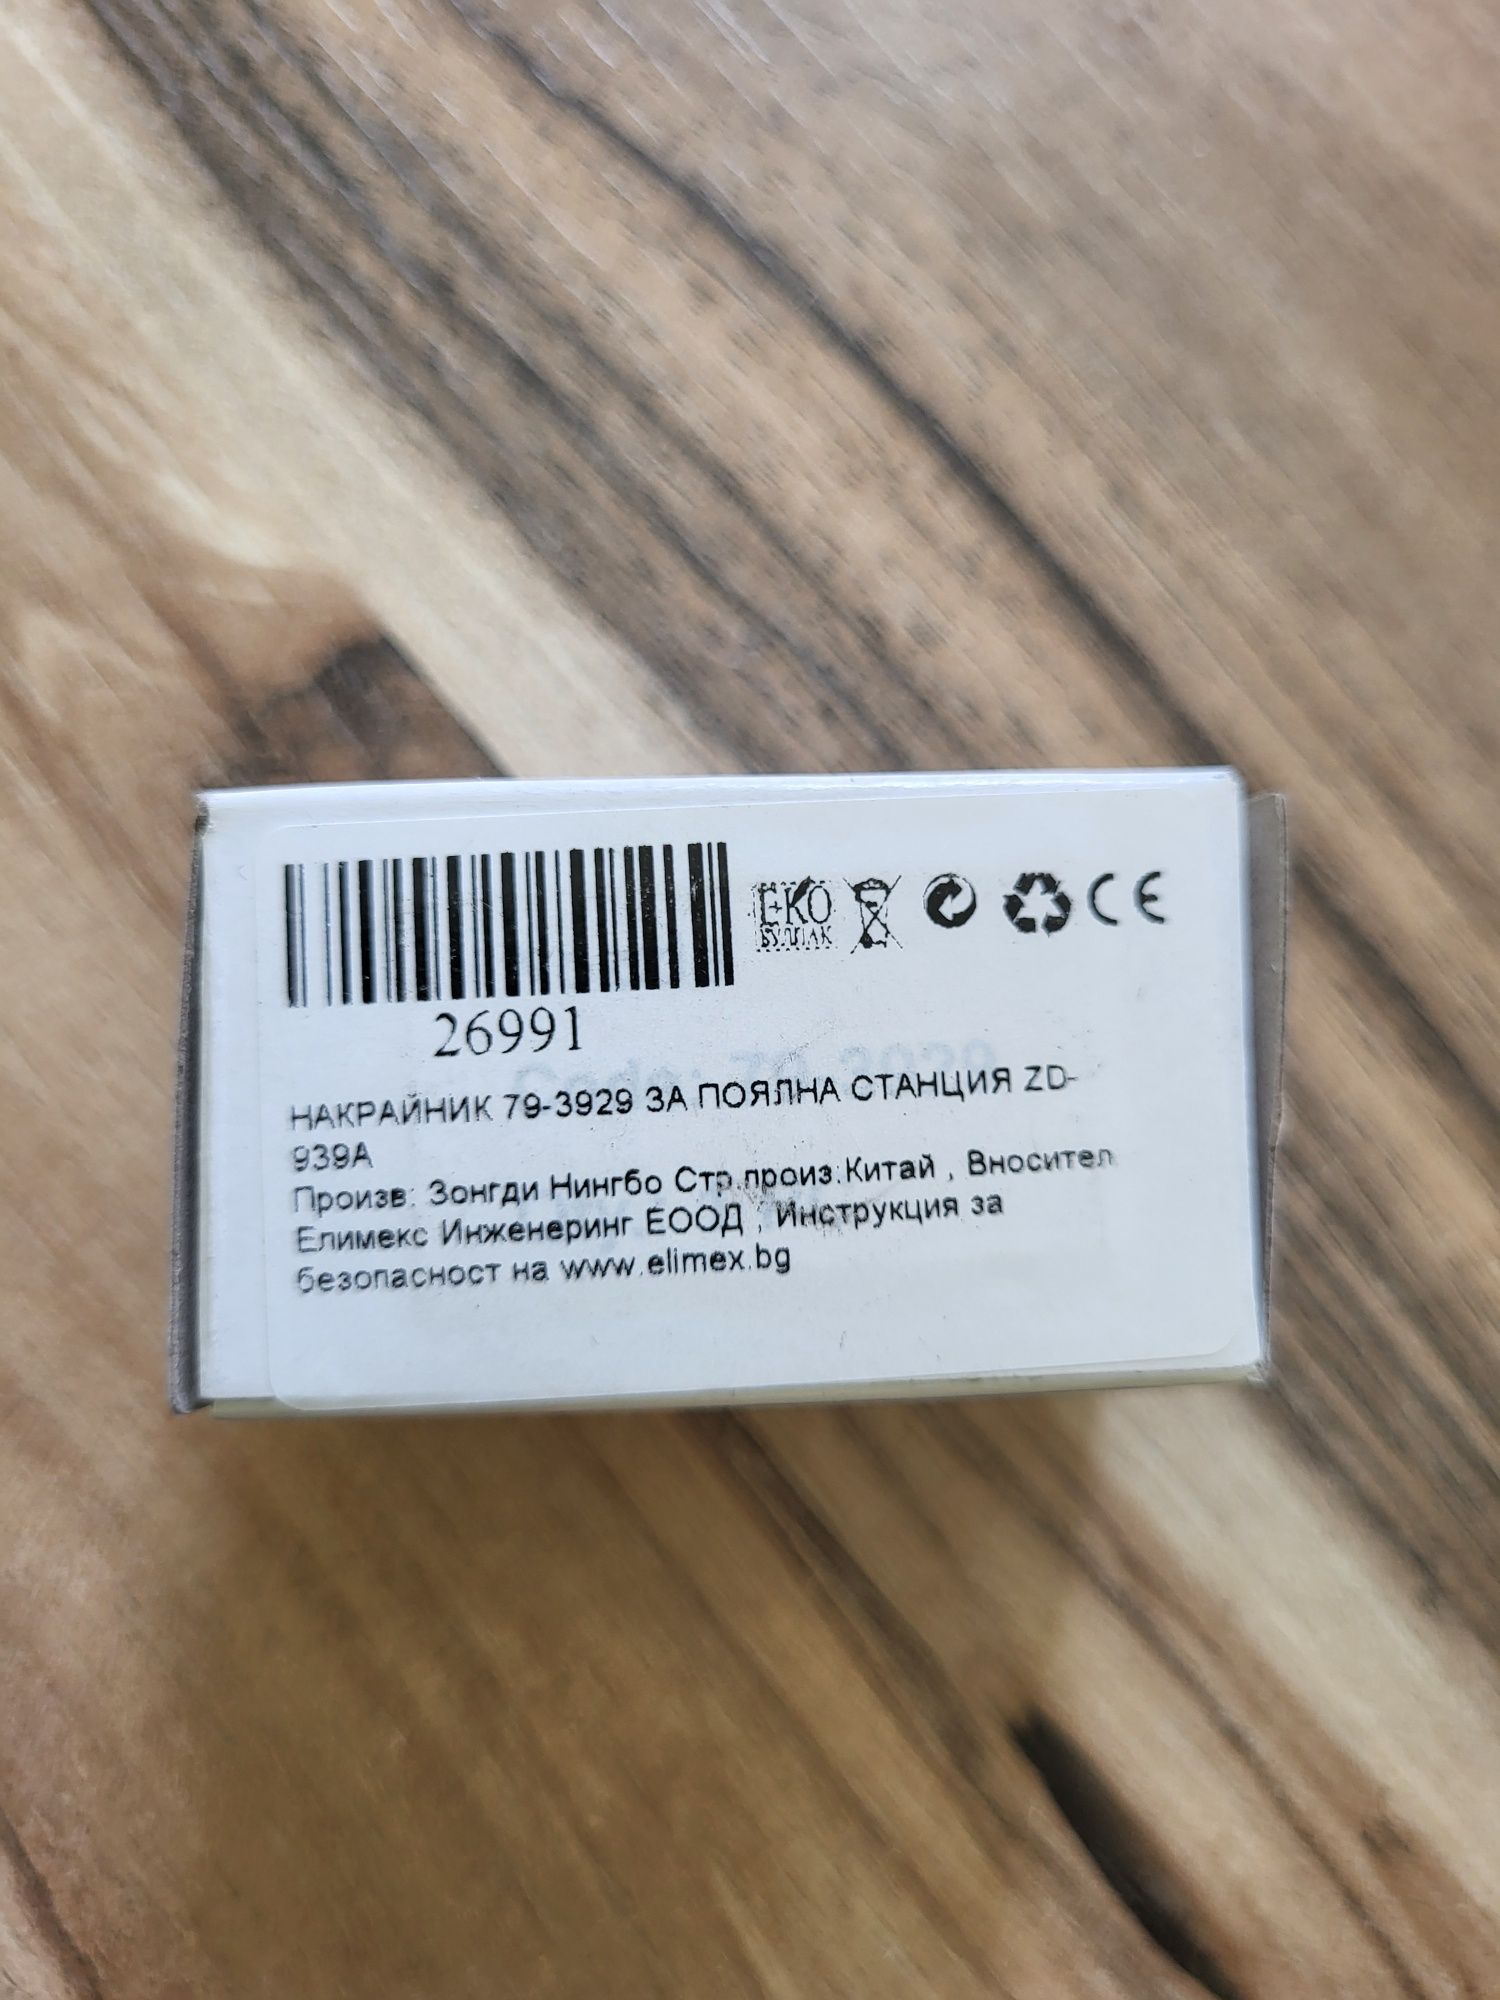 ЕКО
БУЛПАК
CE
26991
НАКРАЙНИК 79-3929 ЗА ПОЯЛНА СТАНЦИЯ ZD-
939A
Произв: Зонгди Нингбо Стр.произ.Китай , Вносител
Елимекс Инженеринг ЕООД , Инструкция за
безопасност на www.elimex.bg